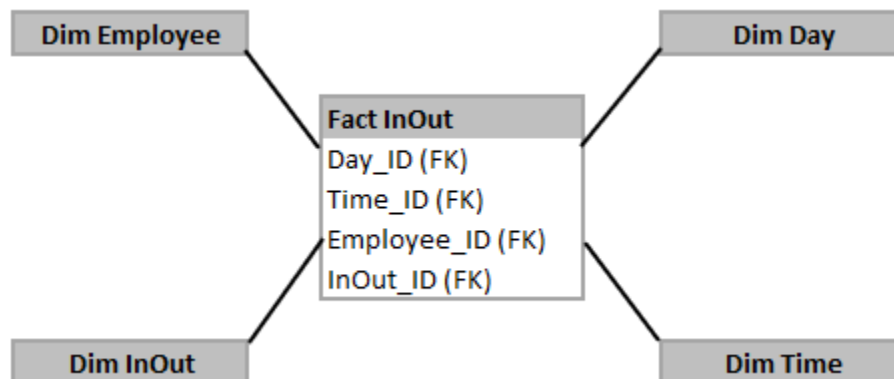 Dim Employee
Dim Day
Fact InOut
Day_ID (FK)
Time_ID (FK)
Employee_ID (FK)
InOut_ID (FK)
Dim InOut
Dim Time